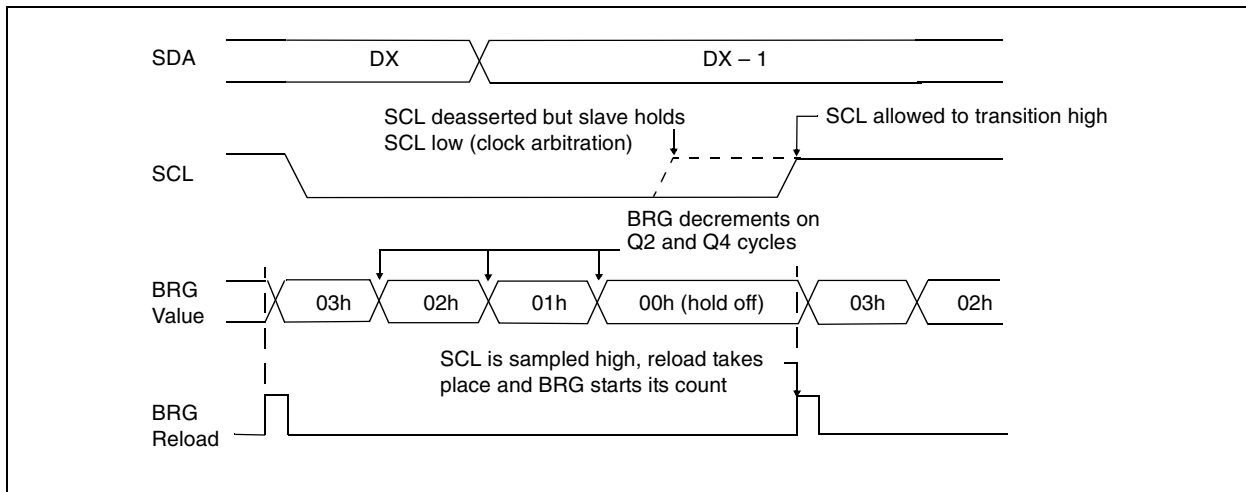 SDA
DX
DX – 1
SCL deasserted but slave holds
SCL low (clock arbitration)
SCL allowed to transition high
SCL
BRG decrements on
Q2 and Q4 cycles
BRG
Value
03h
02h
01h
00h (hold off)
03h
02h
SCL is sampled high, reload takes
place and BRG starts its count
BRG
Reload